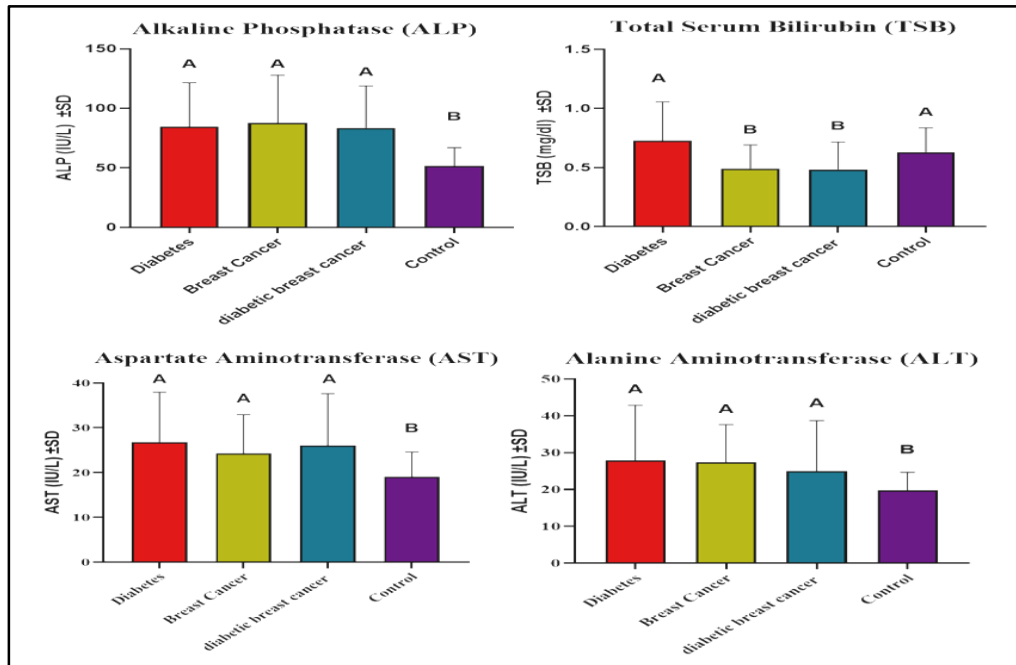 Alkaline Phosphatase (ALP)
ALP (IU/L) ±SD
150
100
50
0
A
A
A
B
Diabetes
Breast Cancer
diabetic breast cancer
Control
Total Serum Bilirubin (TSB)
TSB (mg/dl) ±SD
1.5
1.0
0.5
0.0
A
B
B
A
Diabetes
Breast Cancer
diabetic breast cancer
Control
Aspartate Aminotransferase (AST)
AST (IU/L) ±SD
40
30
20
10
0
A
A
A
B
Diabetes
Breast Cancer
diabetic breast cancer
Control
Alanine Aminotransferase (ALT)
ALT (IU/L) ±SD
50
40
30
20
10
0
A
A
A
B
Diabetes
Breast Cancer
diabetic breast cancer
Control